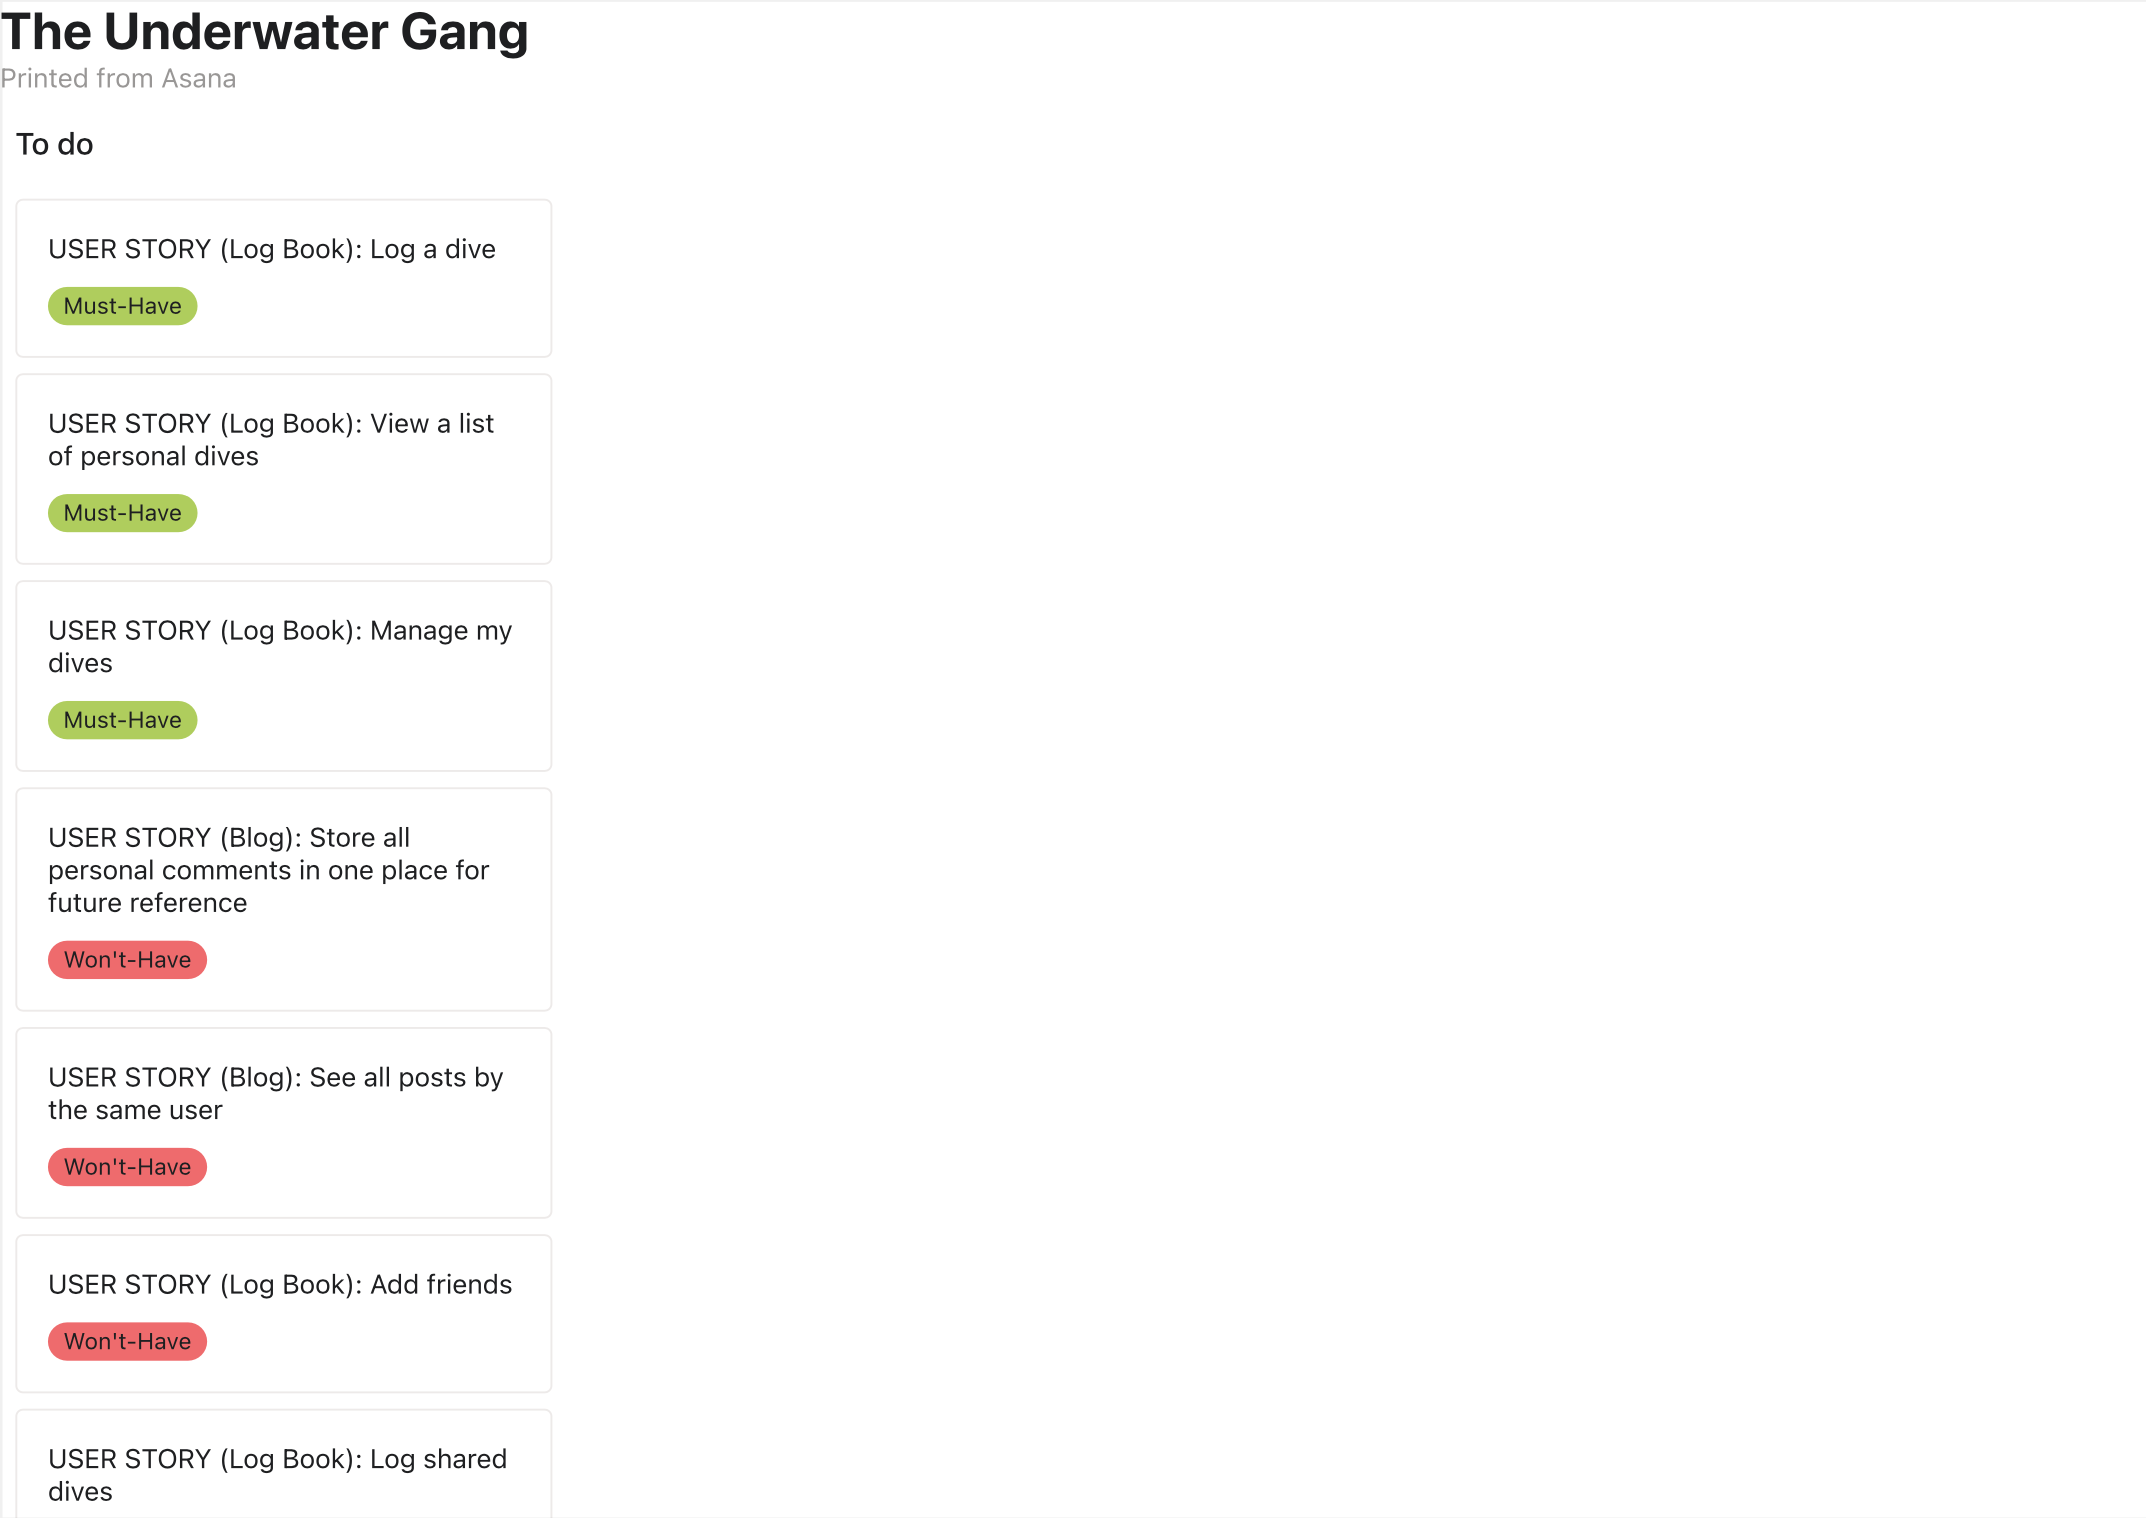 The Underwater Gang
Printed from Asana
To do
USER STORY (Log Book): Log a dive
Must-Have
USER STORY (Log Book): View a list
of personal dives
Must-Have
USER STORY (Log Book): Manage my
dives
Must-Have
USER STORY (Blog): Store all
personal comments in one place for
future reference
Won't-Have
USER STORY (Blog): See all posts by
the same user
Won't-Have
USER STORY (Log Book): Add friends
Won't-Have
USER STORY (Log Book): Log shared
dives